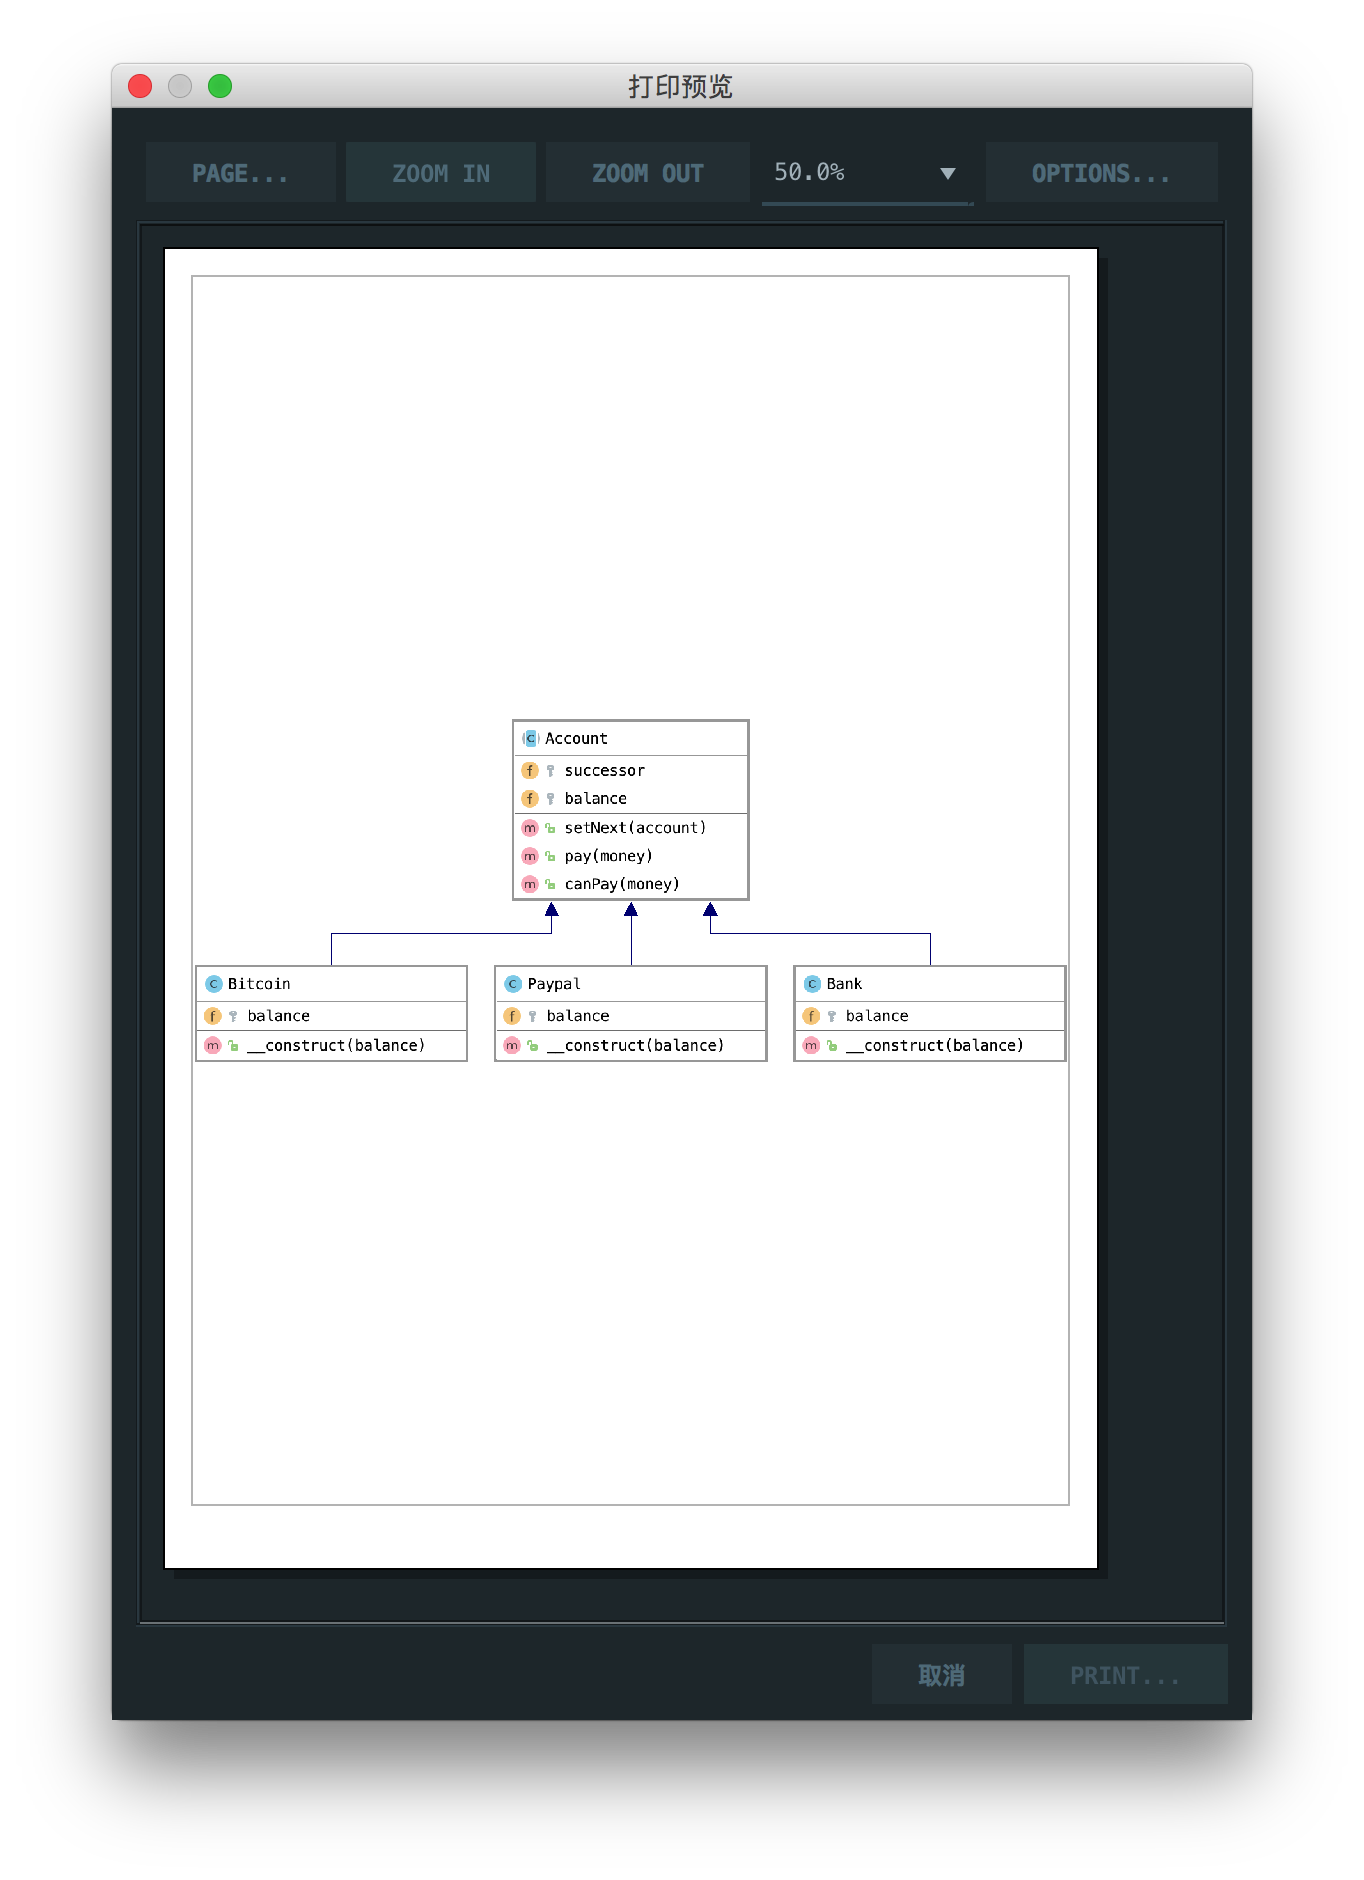 打印预览
PAGE...
ZOOM IN
ZOOM OUT
50.0%
OPTIONS...
C Account
f successor
f balance
m setNext(account)
m pay(money)
m canPay(money)
C Bitcoin
f balance
m __construct(balance)
C Paypal
f balance
m __construct(balance)
C Bank
f balance
m __construct(balance)
取消
PRINT...